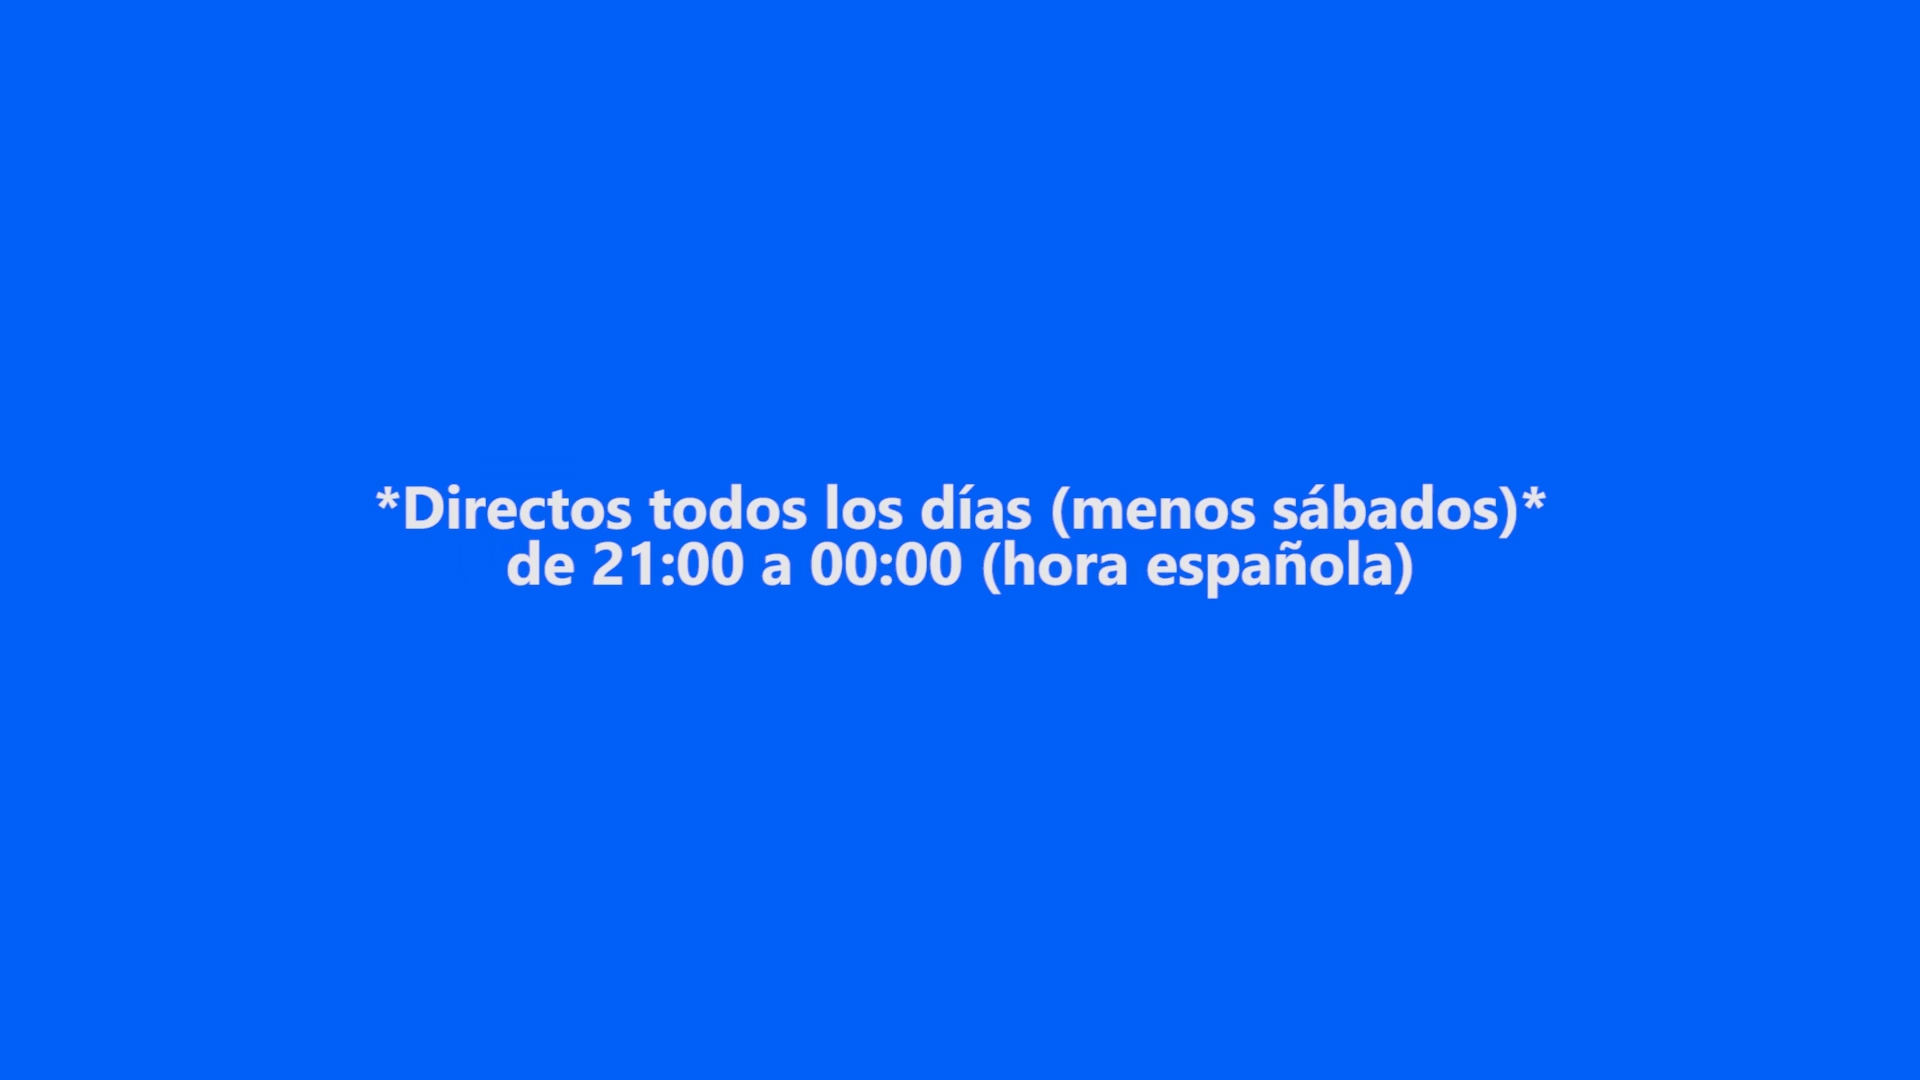 *Directos todos los días (menos sábados)*
de 21:00 a 00:00 (hora española)